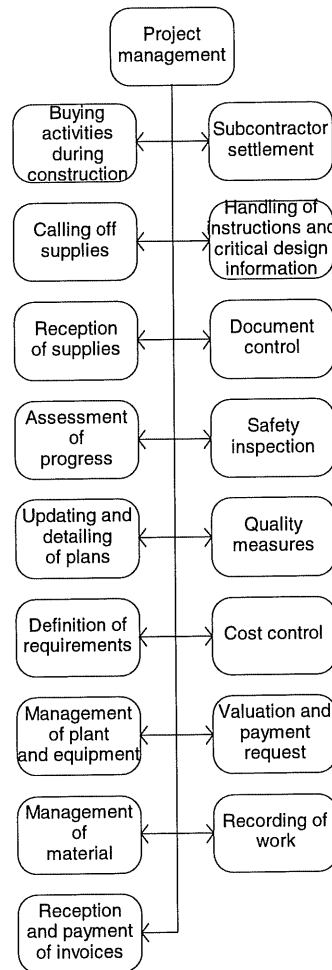 Project
management
Buying
activities
during
construction
Subcontractor
settlement
Calling off
supplies
Handling of
instructions and
critical design
information
Reception
of supplies
Document
control
Assessment
of
progress
Safety
inspection
Updating and
detailing
of plans
Quality
measures
Definition of
requirements
Cost control
Management
of plant
and equipment
Valuation and
payment
request
Management
of
material
Recording of
work
Reception
and payment
of invoices